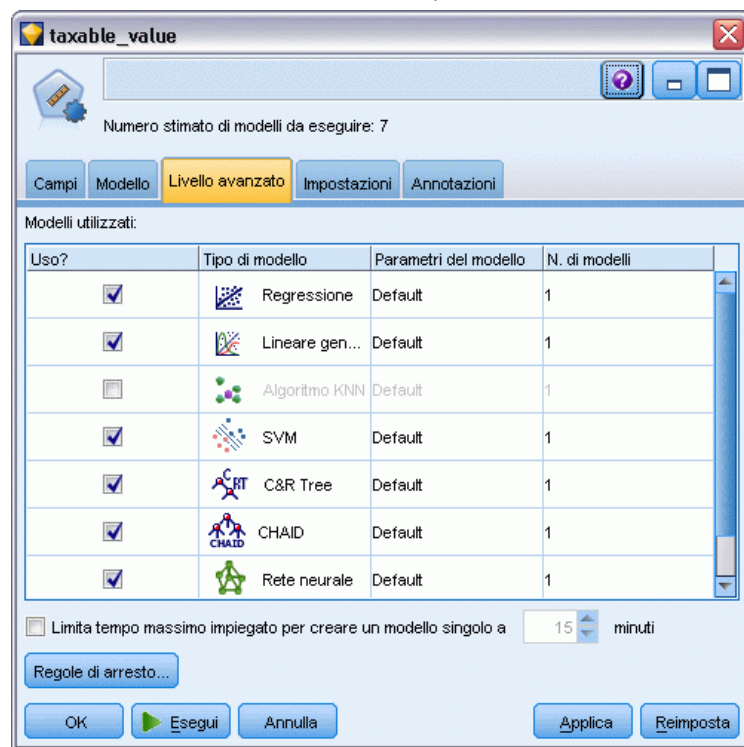 taxable_value
Numero stimato di modelli da eseguire: 7
Campi Modello Livello avanzato Impostazioni Annotazioni
Modelli utilizzati:
Uso? Tipo di modello Parametri del modello N. di modelli
Regressione Default 1
Lineare gen... Default 1
Algoritmo KNN Default 1
SVM Default 1
C&R Tree Default 1
CHAID CHAID Default 1
Rete neurale Default 1
Limita tempo massimo impiegato per creare un modello singolo a 15 minuti
Regole di arresto...
OK Esegui Annulla Applica Reimposta